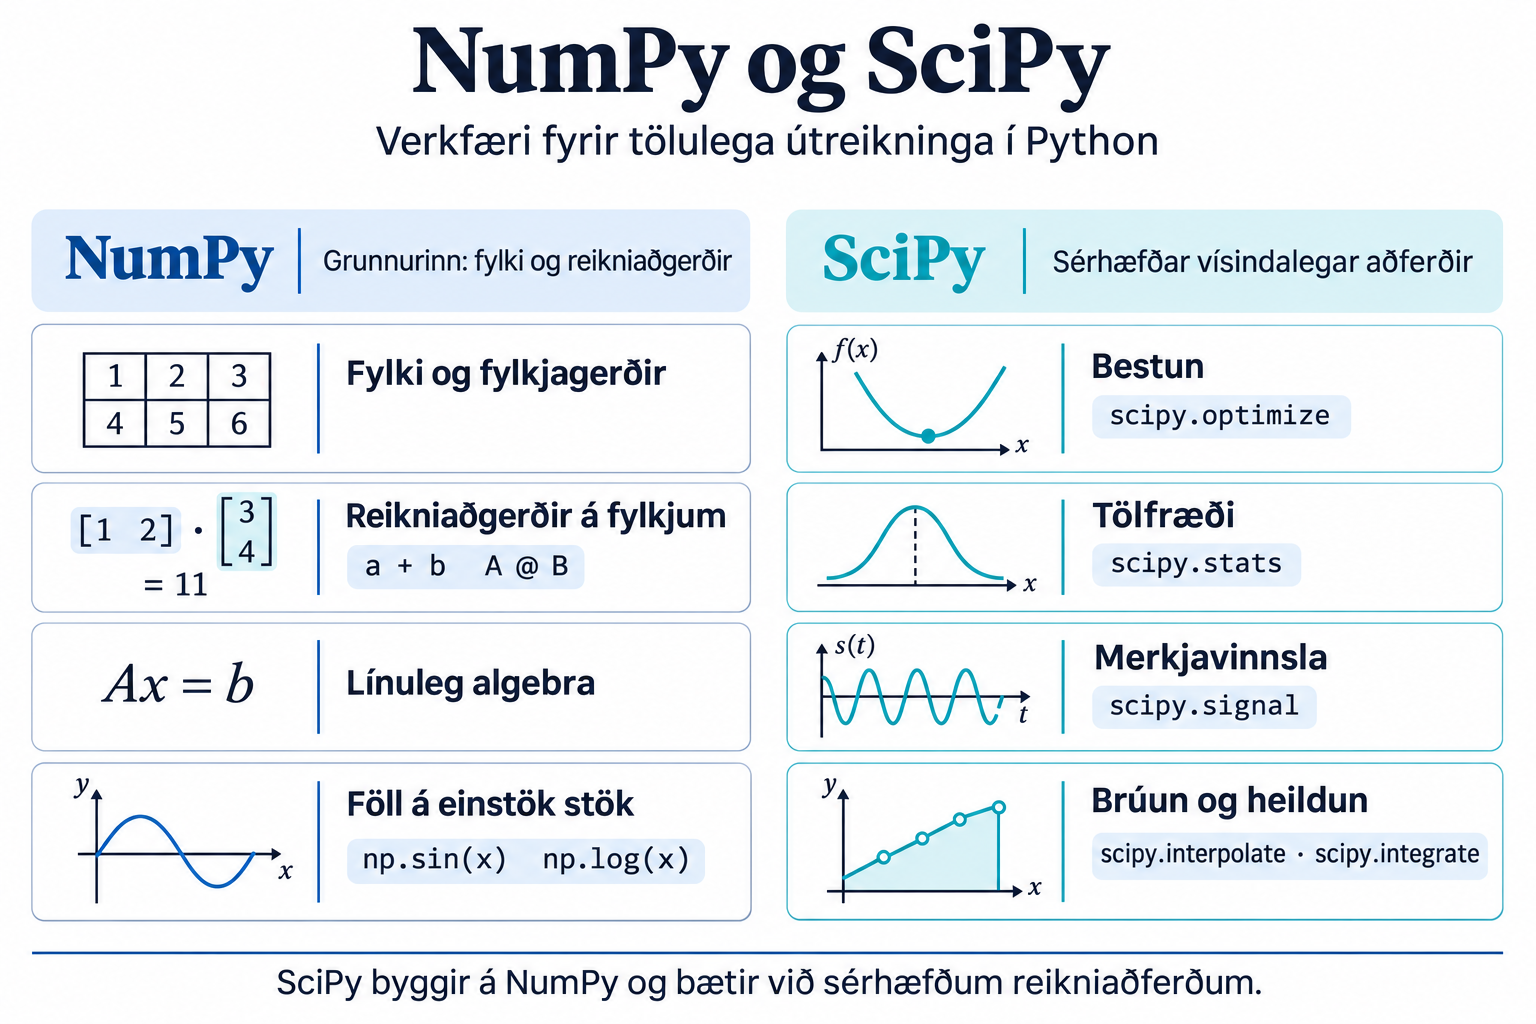 NumPy og SciPy
Verkfæri fyrir tölulega útreikninga í Python
NumPy
Grunnurinn: fylki og reikniaðgerðir
1 2 3
4 5 6
Fylki og fylkjagerðir
[1 2] · [3
4]
= 11
Reikniaðgerðir á fylkjum
a + b A @ B
Ax = b
Línuleg algebra
y
x
Föll á einstök stök
np.sin(x) np.log(x)
SciPy
Sérhæfðar vísindalegar aðferðir
f(x)
x
Bestun
scipy.optimize
x
Tölfræði
scipy.stats
s(t)
t
Merkjavinnsla
scipy.signal
y
x
Brúun og heildun
scipy.interpolate · scipy.integrate
SciPy byggir á NumPy og bætir við sérhæfðum reikniaðferðum.